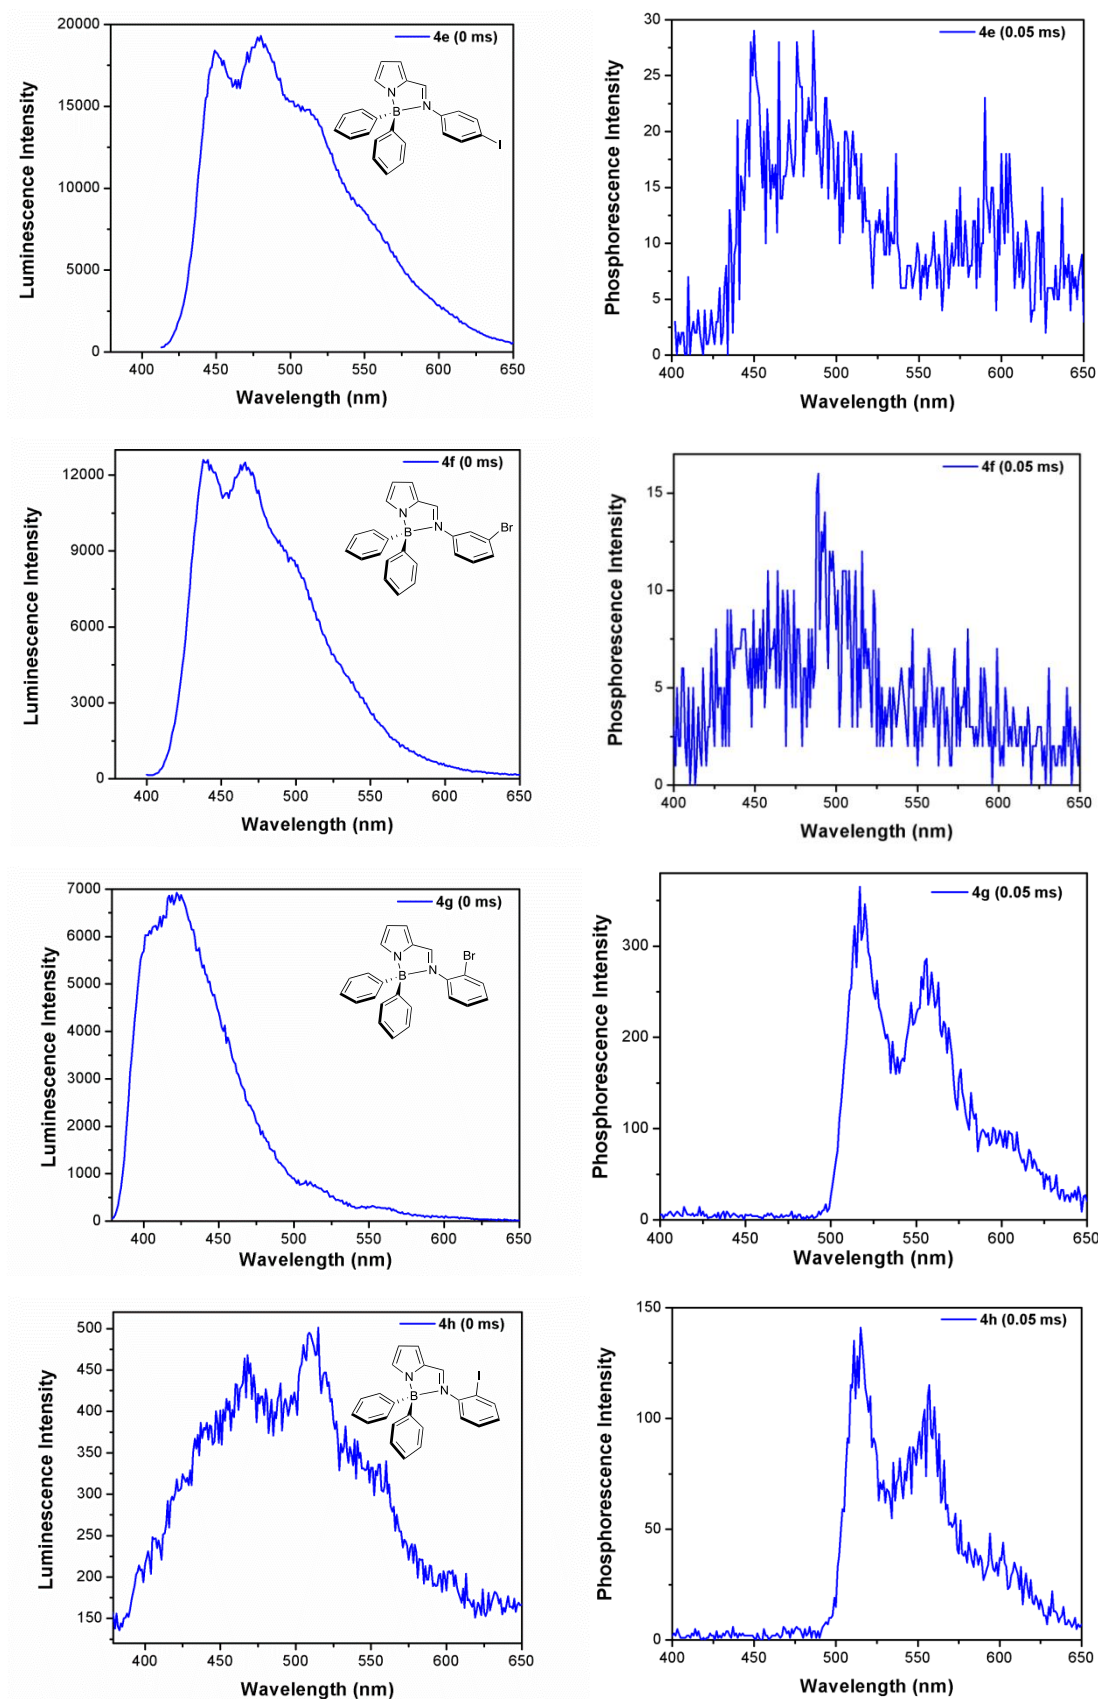 4e (0 ms)
Luminescence Intensity
20000
15000
10000
5000
0
400 450 500 550 600 650
Wavelength (nm)
N
B
N
I
4e (0.05 ms)
Phosphorescence Intensity
30
25
20
15
10
5
0
400 450 500 550 600 650
Wavelength (nm)
4f (0 ms)
Luminescence Intensity
12000
9000
6000
3000
0
400 450 500 550 600 650
Wavelength (nm)
N
B
N
Br
4f (0.05 ms)
Phosphorescence Intensity
15
10
5
0
400 450 500 550 600 650
Wavelength (nm)
4g (0 ms)
Luminescence Intensity
7000
6000
5000
4000
3000
2000
1000
0
400 450 500 550 600 650
Wavelength (nm)
Br
N
B
N
4g (0.05 ms)
Phosphorescence Intensity
300
200
100
0
400 450 500 550 600 650
Wavelength (nm)
4h (0 ms)
Luminescence Intensity
500
450
400
350
300
250
200
150
400 450 500 550 600 650
Wavelength (nm)
I
N
B
N
4h (0.05 ms)
Phosphorescence Intensity
150
100
50
0
400 450 500 550 600 650
Wavelength (nm)